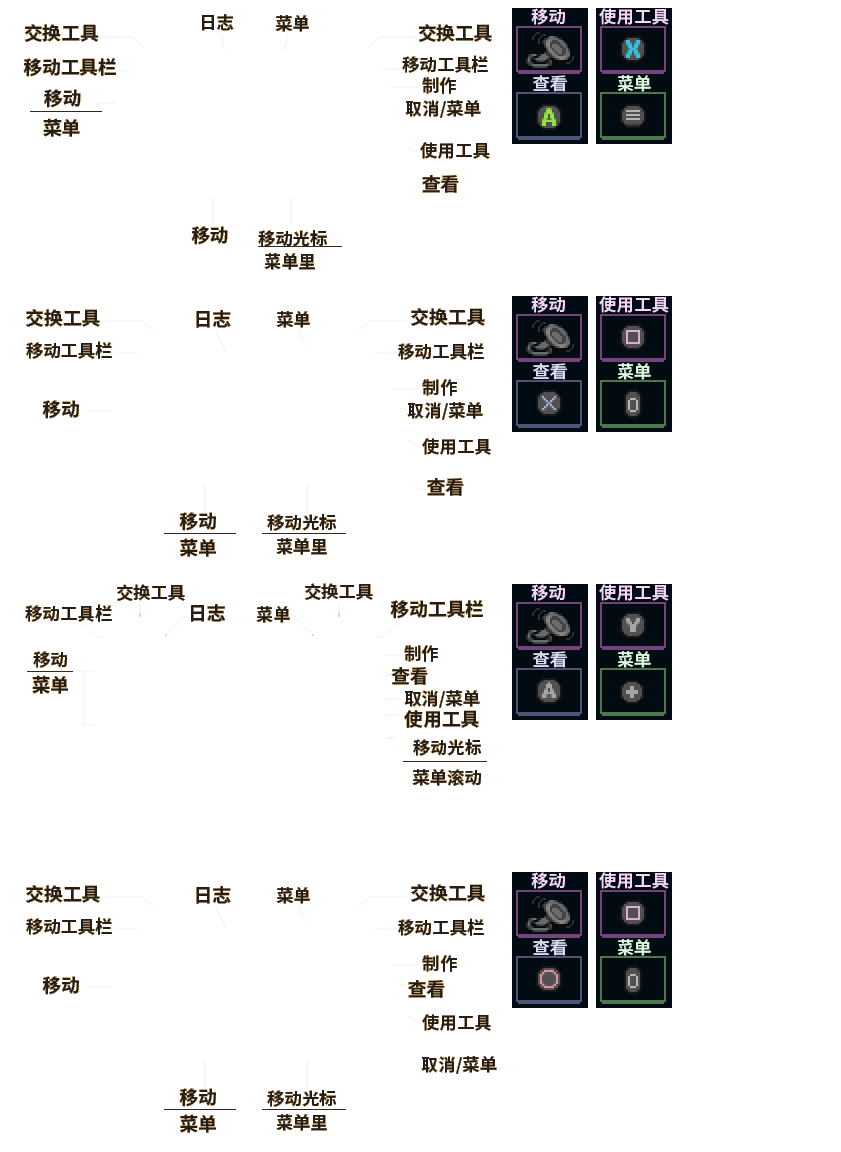 交换工具
日志
菜单
交换工具
移动工具栏
移动工具栏
移动
菜单
制作
取消/菜单
使用工具
查看
移动
移动光标
菜单里
移动
使用工具
X
查看
菜单
A
交换工具
日志
菜单
交换工具
移动工具栏
移动工具栏
移动
制作
取消/菜单
使用工具
查看
移动
菜单
移动光标
菜单里
移动
使用工具
查看
菜单
交换工具
交换工具
移动工具栏
日志
菜单
移动工具栏
移动
菜单
制作
查看
取消/菜单
使用工具
移动光标
菜单滚动
移动
使用工具
Y
查看
菜单
A
+
交换工具
日志
菜单
交换工具
移动工具栏
移动工具栏
移动
制作
查看
使用工具
取消/菜单
移动
菜单
移动光标
菜单里
移动
使用工具
查看
菜单